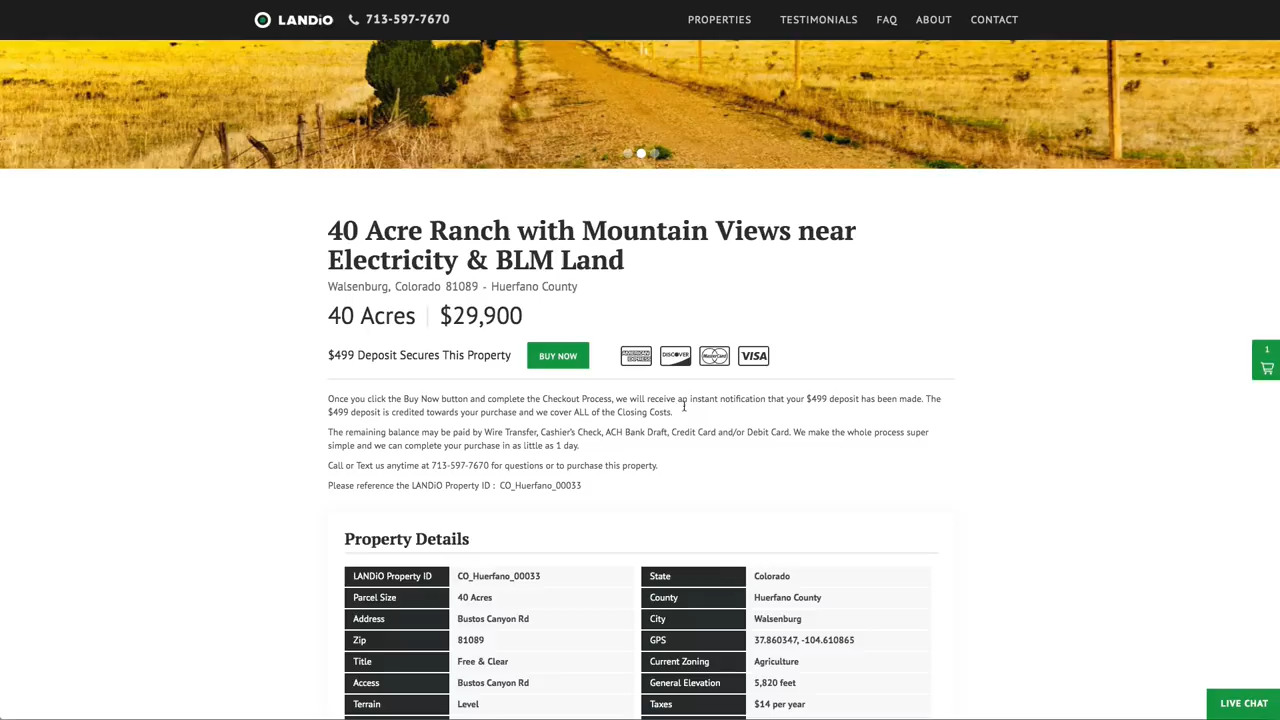 LANDiO 713-597-7670 PROPERTIES TESTIMONIALS FAQ ABOUT CONTACT
40 Acre Ranch with Mountain Views near
Electricity & BLM Land
Walsenburg, Colorado 81089 - Huerfano County
40 Acres $29,900
$499 Deposit Secures This Property BUY NOW AMERICAN EXPRESS DISCOVER MasterCard VISA
1
Once you click the Buy Now button and complete the Checkout Process, we will receive an instant notification that your $499 deposit has been made. The
$499 deposit is credited towards your purchase and we cover ALL of the Closing Costs.
The remaining balance may be paid by Wire Transfer, Cashier's Check, ACH Bank Draft, Credit Card and/or Debit Card. We make the whole process super
simple and we can complete your purchase in as little as 1 day.
Call or Text us anytime at 713-597-7670 for questions or to purchase this property.
Please reference the LANDiO Property ID : CO_Huerfano_00033
Property Details
LANDiO Property ID CO_Huerfano_00033 State Colorado
Parcel Size 40 Acres County Huerfano County
Address Bustos Canyon Rd City Walsenburg
Zip 81089 GPS 37.860347, -104.610865
Title Free & Clear Current Zoning Agriculture
Access Bustos Canyon Rd General Elevation 5,820 feet
Terrain Level Taxes $14 per year
LIVE CHAT